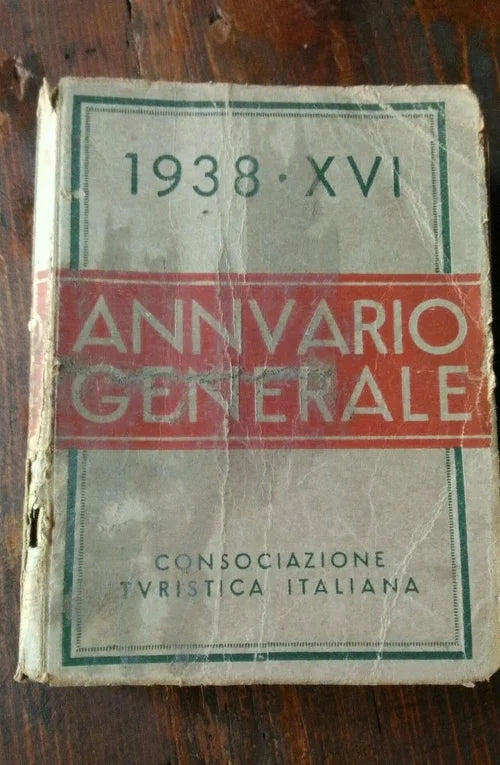 1938 · XVI
ANNVARIO
GENERALE
CONSOCIAZIONE
TVRISTICA ITALIANA